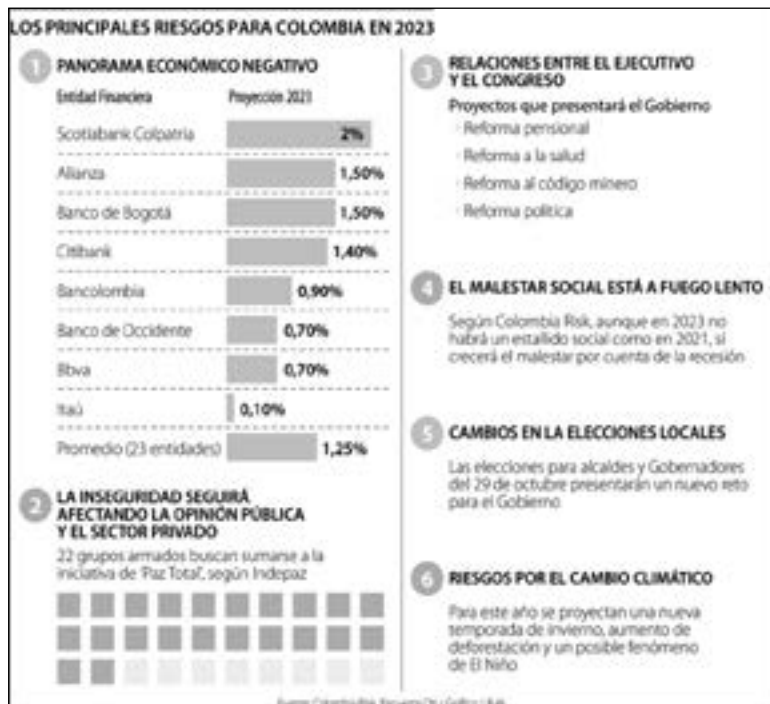 LOS PRINCIPALES RIESGOS PARA COLOMBIA EN 2023
1 PANORAMA ECONÓMICO NEGATIVO
Entidad Financiera Proyección 2023
Scotiabank Colpatria 2%
Alianza 1,50%
Banco de Bogotá 1,50%
Citibank 1,40%
Bancolombia 0,90%
Banco de Occidente 0,70%
Bbva 0,70%
Itaú 0,10%
Promedio (23 entidades) 1,25%
2 LA INSEGURIDAD SEGUIRÁ
AFECTANDO LA OPINIÓN PÚBLICA
Y EL SECTOR PRIVADO
22 grupos armados buscan sumarse a la
iniciativa de 'Paz Total', según Indepaz
3 RELACIONES ENTRE EL EJECUTIVO
Y EL CONGRESO
Proyectos que presentará el Gobierno
· Reforma pensional
· Reforma a la salud
· Reforma al código minero
· Reforma política
4 EL MALESTAR SOCIAL ESTÁ A FUEGO LENTO
Según Colombia Risk, aunque en 2023 no
habrá un estallido social como en 2021, sí
crecerá el malestar por cuenta de la recesión
5 CAMBIOS EN LA ELECCIONES LOCALES
Las elecciones para alcaldes y Gobernadores
del 29 de octubre presentarán un nuevo reto
para el Gobierno
6 RIESGOS POR EL CAMBIO CLIMÁTICO
Para este año se proyectan una nueva
temporada de invierno, aumento de
deforestación y un posible fenómeno
de El Niño